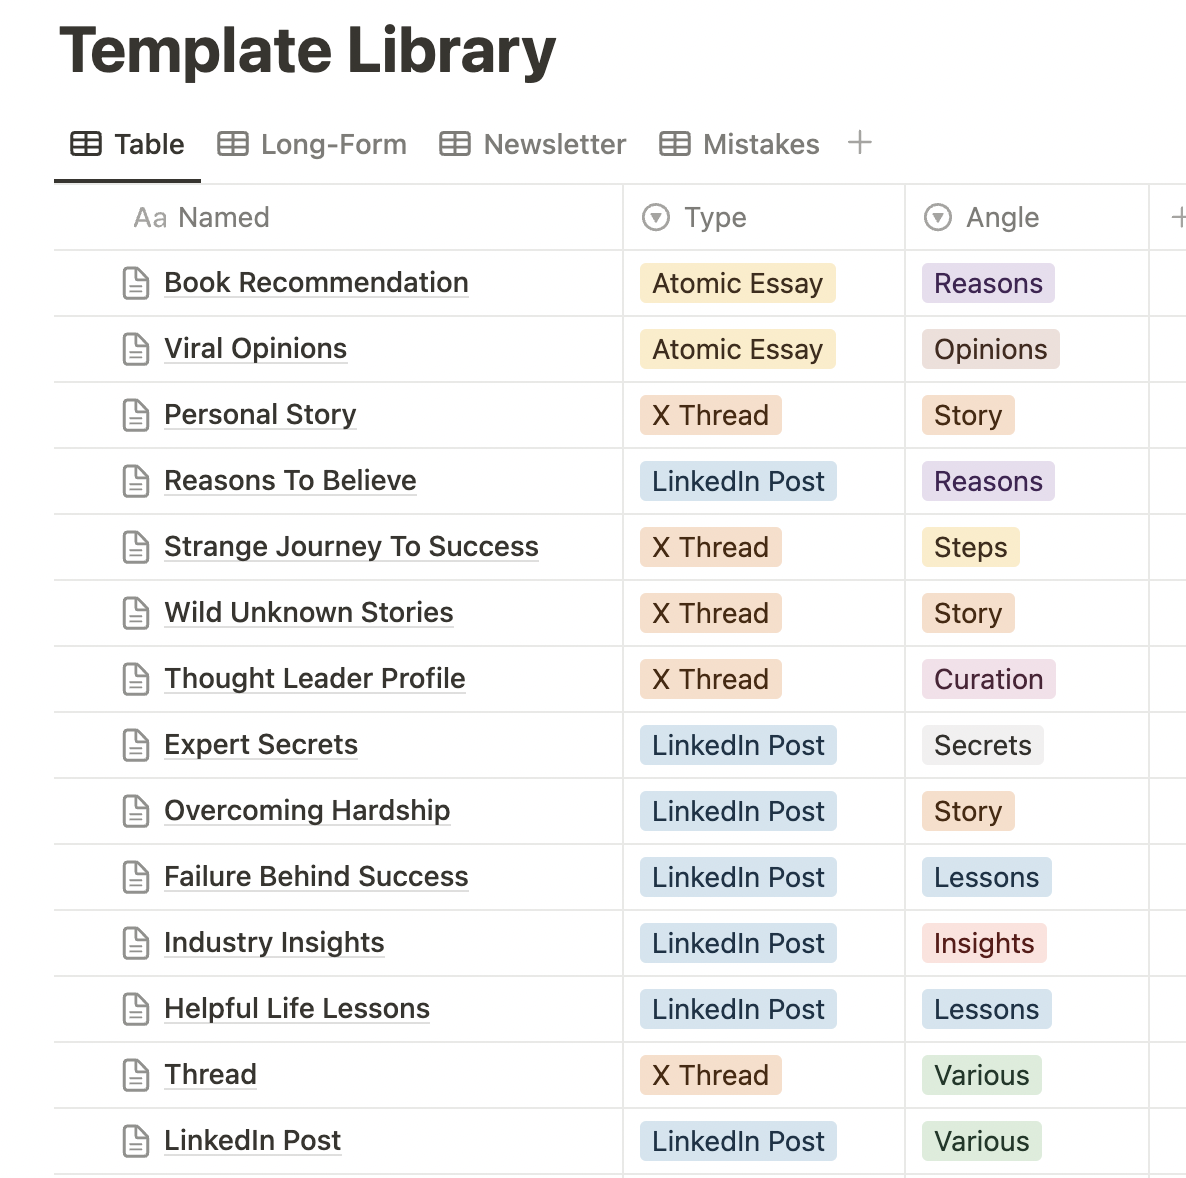 Template Library
Table Long-Form Newsletter Mistakes +
Aa Named Type Angle +
Book Recommendation Atomic Essay Reasons
Viral Opinions Atomic Essay Opinions
Personal Story X Thread Story
Reasons To Believe LinkedIn Post Reasons
Strange Journey To Success X Thread Steps
Wild Unknown Stories X Thread Story
Thought Leader Profile X Thread Curation
Expert Secrets LinkedIn Post Secrets
Overcoming Hardship LinkedIn Post Story
Failure Behind Success LinkedIn Post Lessons
Industry Insights LinkedIn Post Insights
Helpful Life Lessons LinkedIn Post Lessons
Thread X Thread Various
LinkedIn Post LinkedIn Post Various